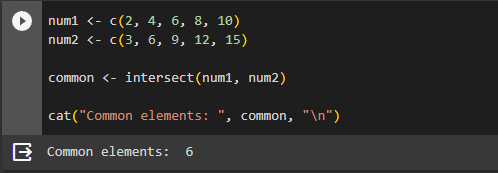 num1 <- c(2, 4, 6, 8, 10)
num2 <- c(3, 6, 9, 12, 15)
common <- intersect(num1, num2)
cat("Common elements: ", common, "\n")
Common elements:  6